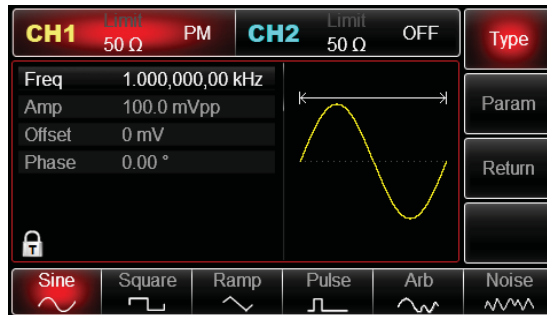 CH1 Limit 50 Ω PM CH2 Limit 50 Ω OFF Type
Freq 1.000,000,00 kHz
Amp 100.0 mVpp
Offset 0 mV
Phase 0.00 °
Param
Return
T
Sine Square Ramp Pulse Arb Noise